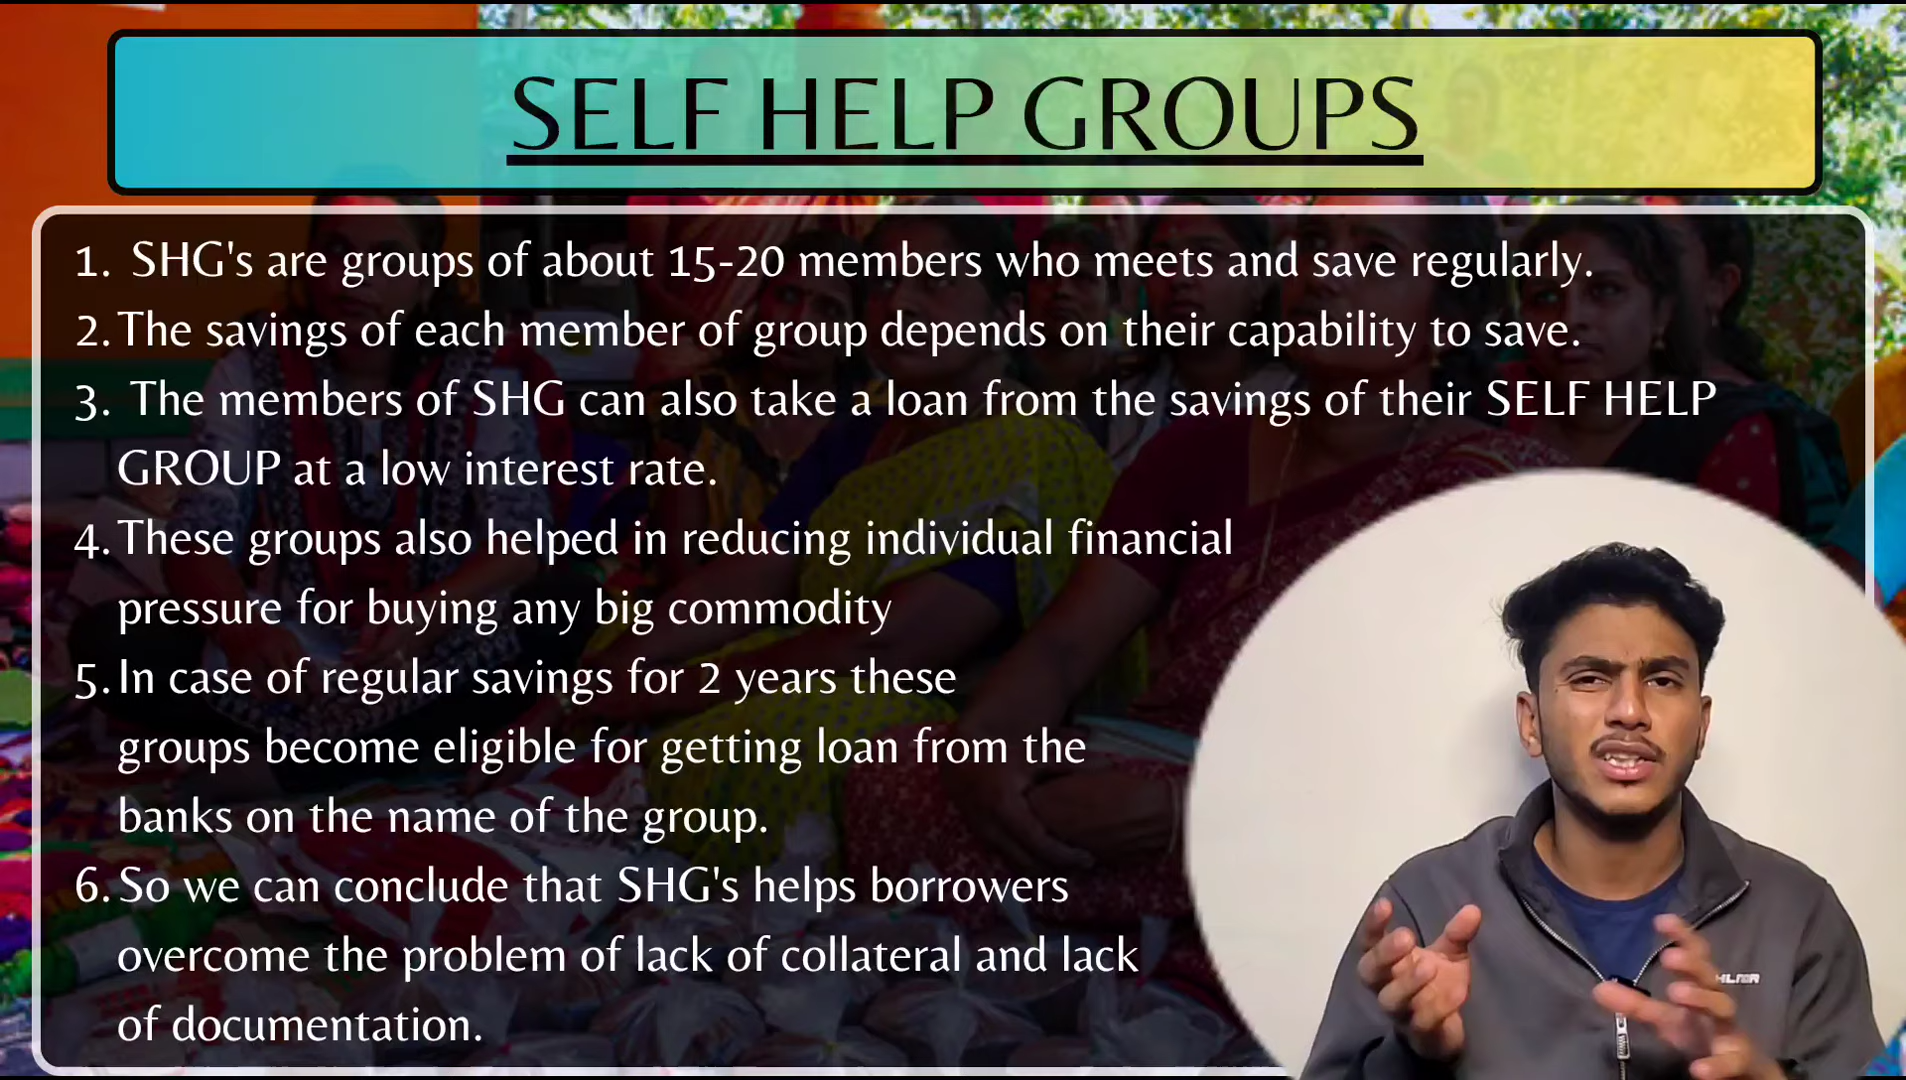 SELF HELP GROUPS
1. SHG's are groups of about 15-20 members who meets and save regularly.
2. The savings of each member of group depends on their capability to save.
3. The members of SHG can also take a loan from the savings of their SELF HELP
GROUP at a low interest rate.
4. These groups also helped in reducing individual financial
pressure for buying any big commodity
5. In case of regular savings for 2 years these
groups become eligible for getting loan from the
banks on the name of the group.
6. So we can conclude that SHG's helps borrowers
overcome the problem of lack of collateral and lack
of documentation.